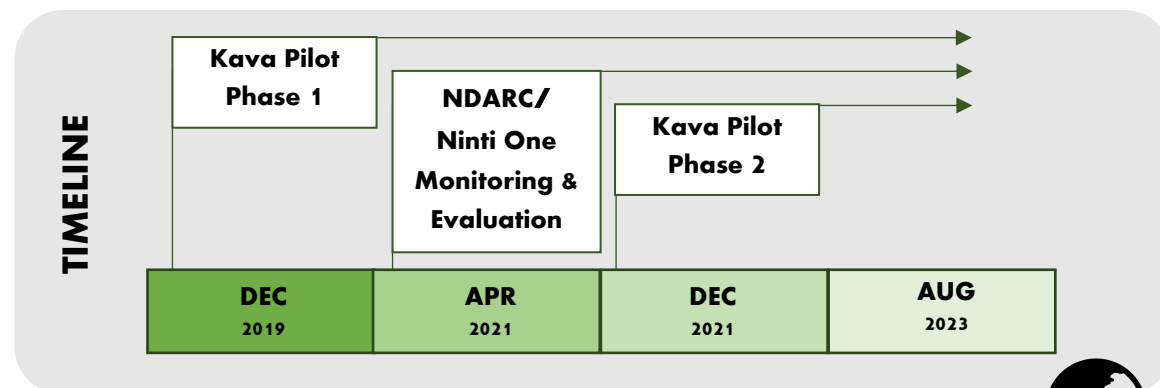 TIMELINE
Kava Pilot
Phase 1
NDARC/
Ninti One
Monitoring &
Evaluation
Kava Pilot
Phase 2
DEC
2019
APR
2021
DEC
2021
AUG
2023